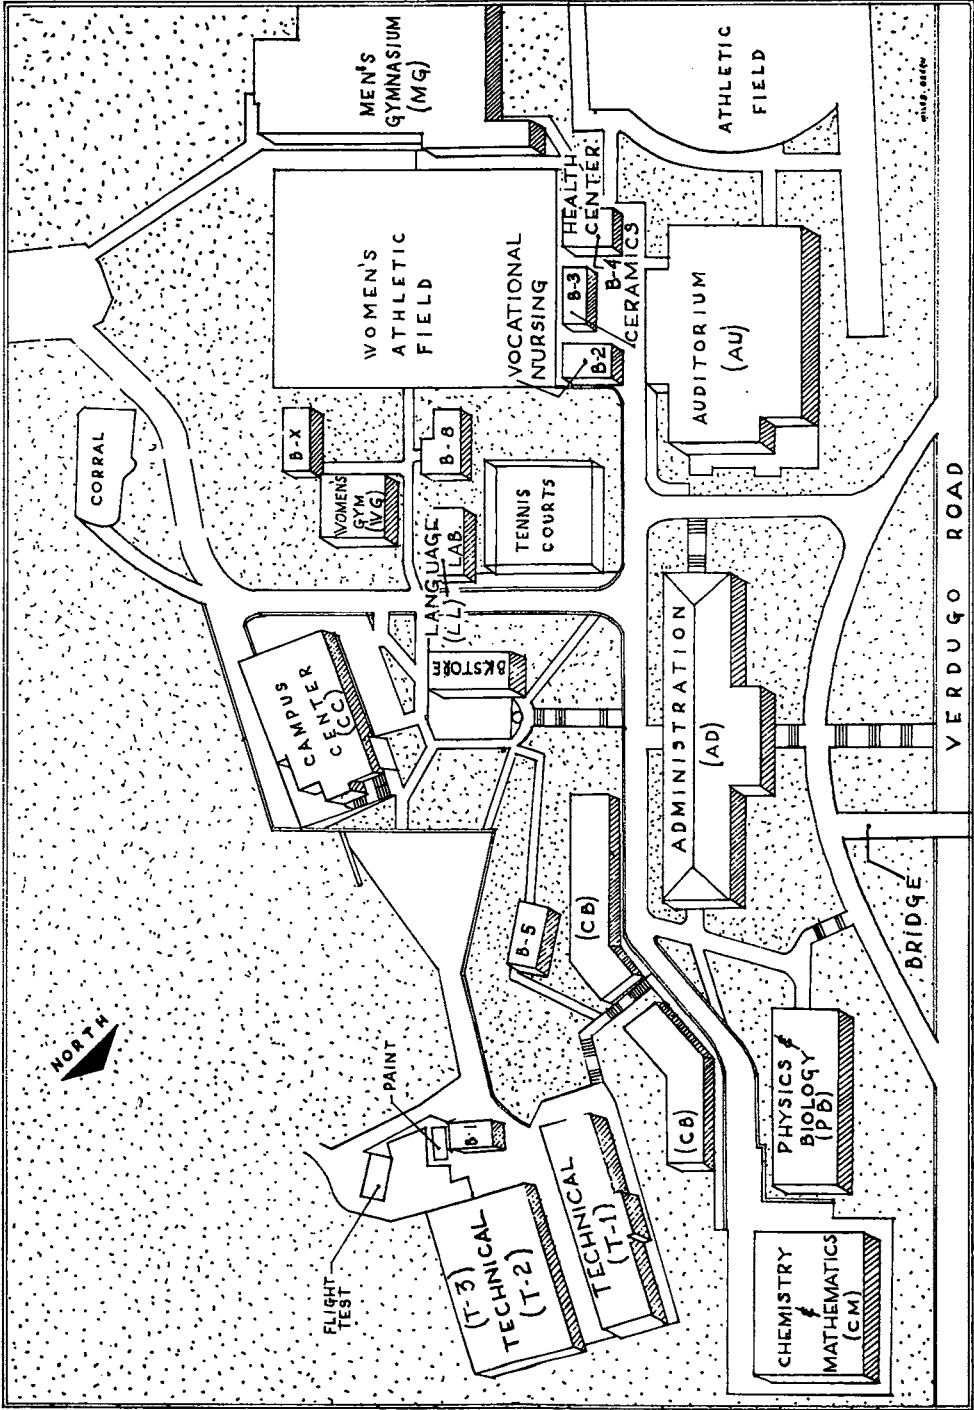 MEN'S
GYMNASIUM
(MG)
ATHLETIC
FIELD
HEALTH
CENTER
WOMEN'S
ATHLETIC
FIELD
VOCATIONAL
NURSING
B-3
B-4
CERAMICS
B-2
AUDITORIUM
(AU)
CORRAL
B-X
B-8
WOMENS
GYM
(WG)
LANGUAGE
LAB
(LL)
TENNIS
COURTS
BKSTORE
CAMPUS
CENTER
(CC)
ADMINISTRATION
(AD)
VERDUGO ROAD
BRIDGE
B-5
(CB)
(CB)
NORTH
PAINT
B-1
FLIGHT
TEST
(T-3)
TECHNICAL
(T-2)
TECHNICAL
(T-1)
PHYSICS &
BIOLOGY
(PB)
CHEMISTRY
&
MATHEMATICS
(CM)